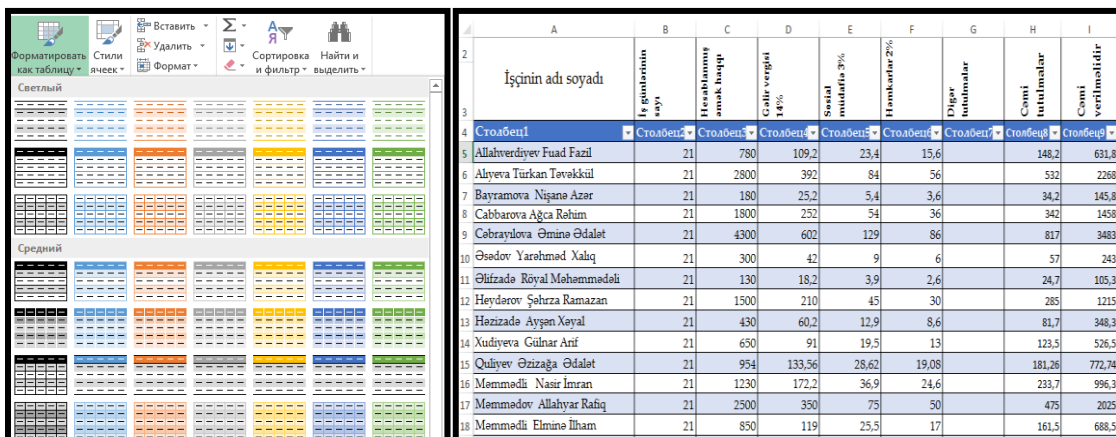 Форматировать
как таблицу
Стили
ячеек
Вставить
Удалить
Формат
Сортировка
и фильтр
Найти и
выделить
Светлый
Средний
A B C D E F G H I
2
3
İşçinin adı soyadı
İş günlərinin
sayı
Hesablanmış
əmək haqqı
Gəlir vergisi
14%
Sosial
müdafiə 3%
Həmkarlar 2%
Digər
tutulmalar
Cəmi
tutulmalar
Cəmi
verilməlidir
4 Столбец1 Столбец2 Столбец3 Столбец4 Столбец5 Столбец6 Столбец7 Столбец8 Столбец9
5 Allahverdiyev Fuad Fazil 21 780 109,2 23,4 15,6 148,2 631,8
6 Alıyeva Türkan Təvəkkül 21 2800 392 84 56 532 2268
7 Bayramova Nişanə Azər 21 180 25,2 5,4 3,6 34,2 145,8
8 Cabbarova Ağca Rəhim 21 1800 252 54 36 342 1458
9 Cəbrayılova Əminə Ədalət 21 4300 602 129 86 817 3483
10 Əsədov Yarəhməd Xalıq 21 300 42 9 6 57 243
11 Əlifzadə Röyal Məhəmmədəli 21 130 18,2 3,9 2,6 24,7 105,3
12 Heydərov Şəhrza Ramazan 21 1500 210 45 30 285 1215
13 Həzizadə Ayşən Xəyal 21 430 60,2 12,9 8,6 81,7 348,3
14 Xudiyeva Gülnar Arif 21 650 91 19,5 13 123,5 526,5
15 Quliyev Əzizağa Ədalət 21 954 133,56 28,62 19,08 181,26 772,74
16 Məmmədli Nasir İmran 21 1230 172,2 36,9 24,6 233,7 996,3
17 Məmmədov Allahyar Rafiq 21 2500 350 75 50 475 2025
18 Məmmədli Elminə İlham 21 850 119 25,5 17 161,5 688,5